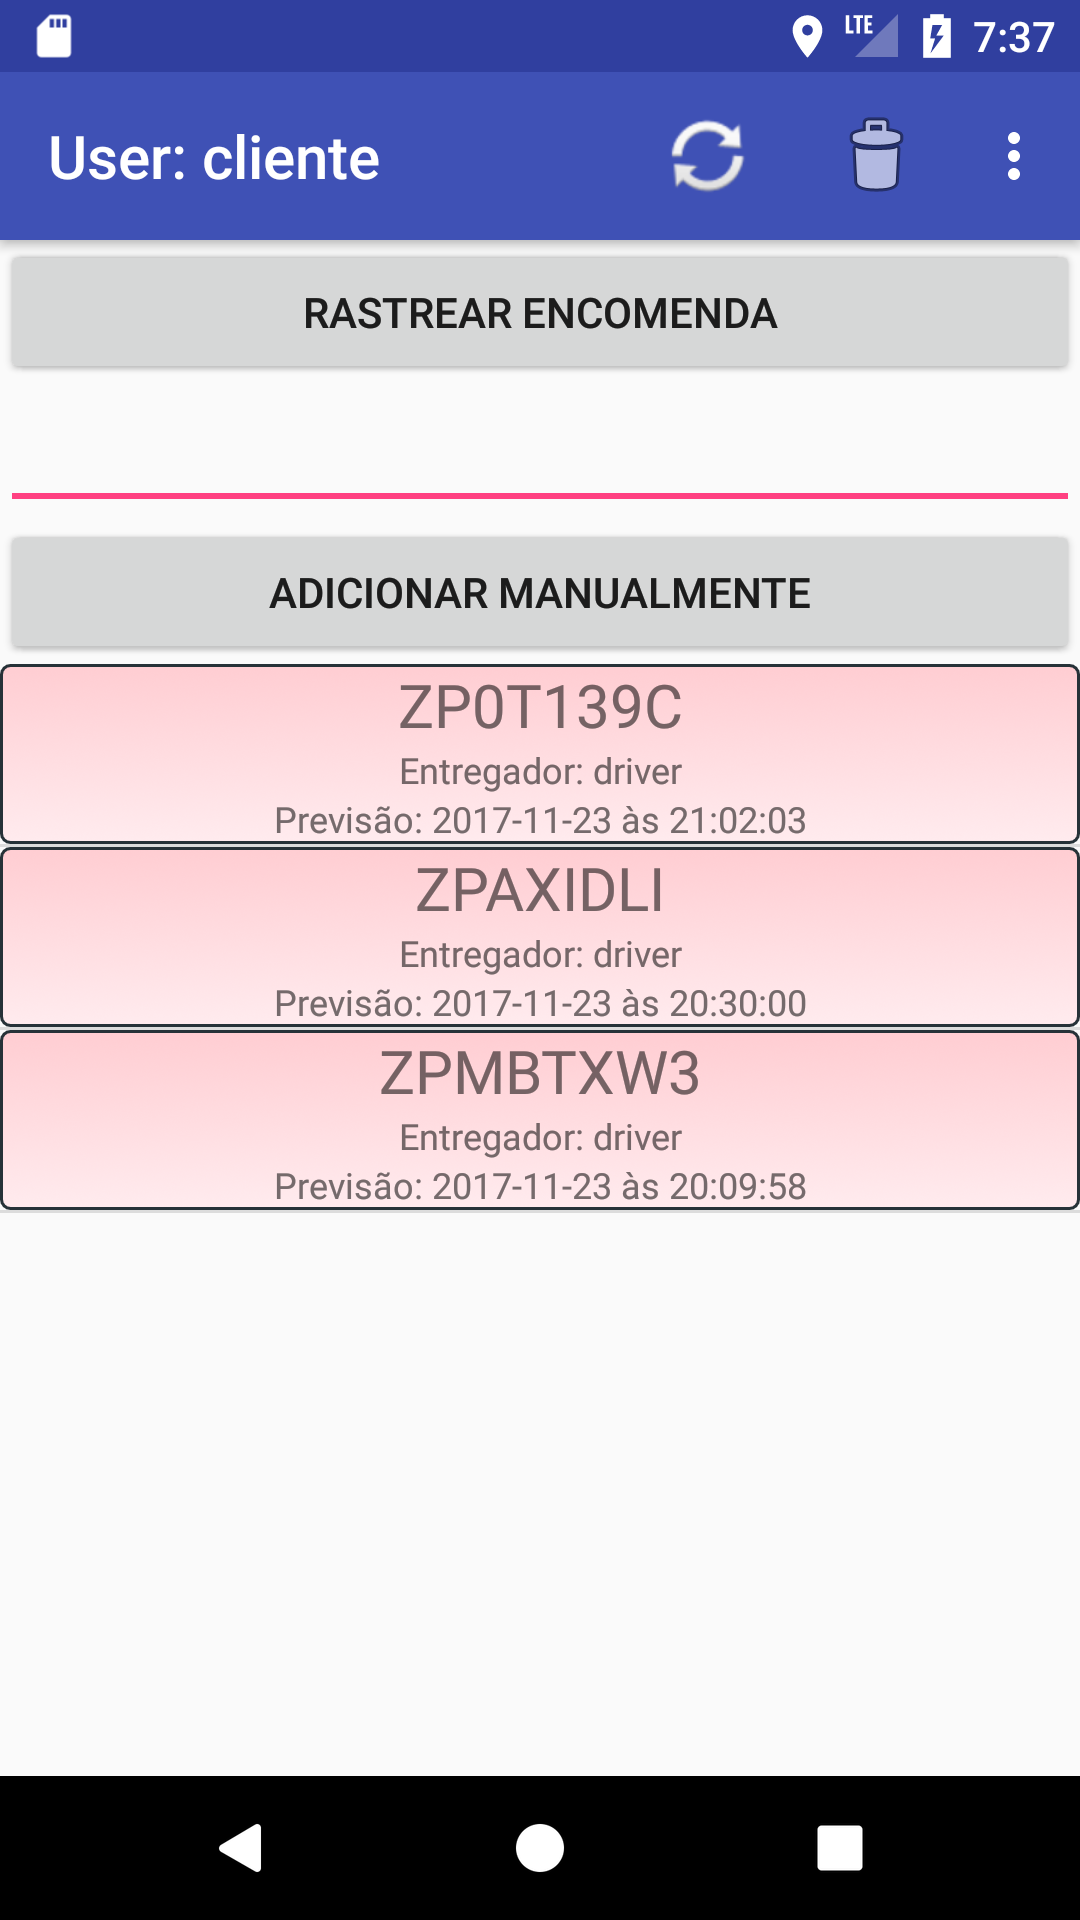 LTE 7:37
User: cliente
RASTREAR ENCOMENDA
ADICIONAR MANUALMENTE
ZP0T139C
Entregador: driver
Previsão: 2017-11-23 às 21:02:03
ZPAXIDLI
Entregador: driver
Previsão: 2017-11-23 às 20:30:00
ZPMBTXW3
Entregador: driver
Previsão: 2017-11-23 às 20:09:58